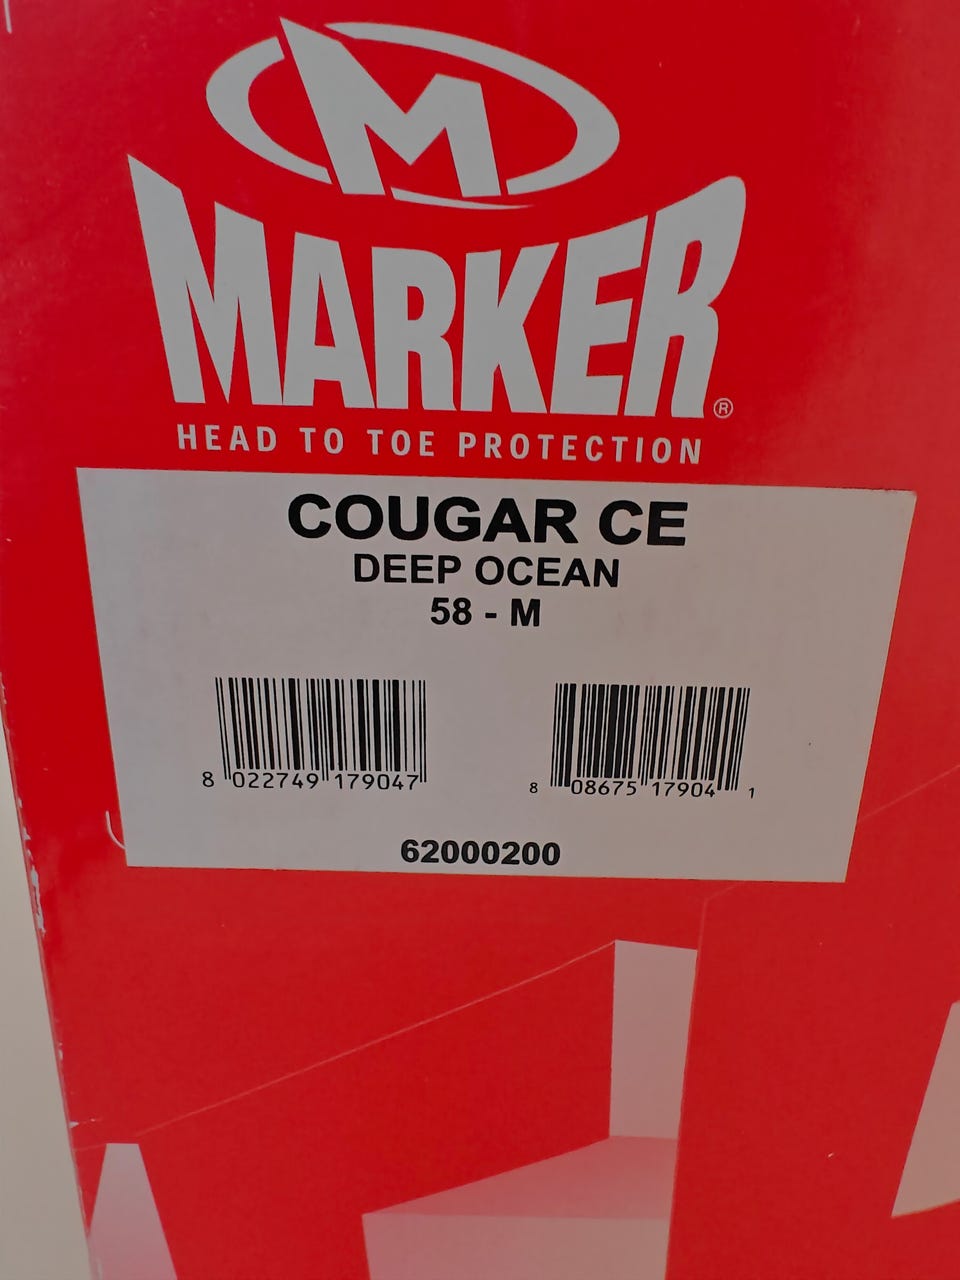 M
MARKER®
HEAD TO TOE PROTECTION
COUGAR CE
DEEP OCEAN
58 - M
8 022749 179047
8 08675 17904 1
62000200